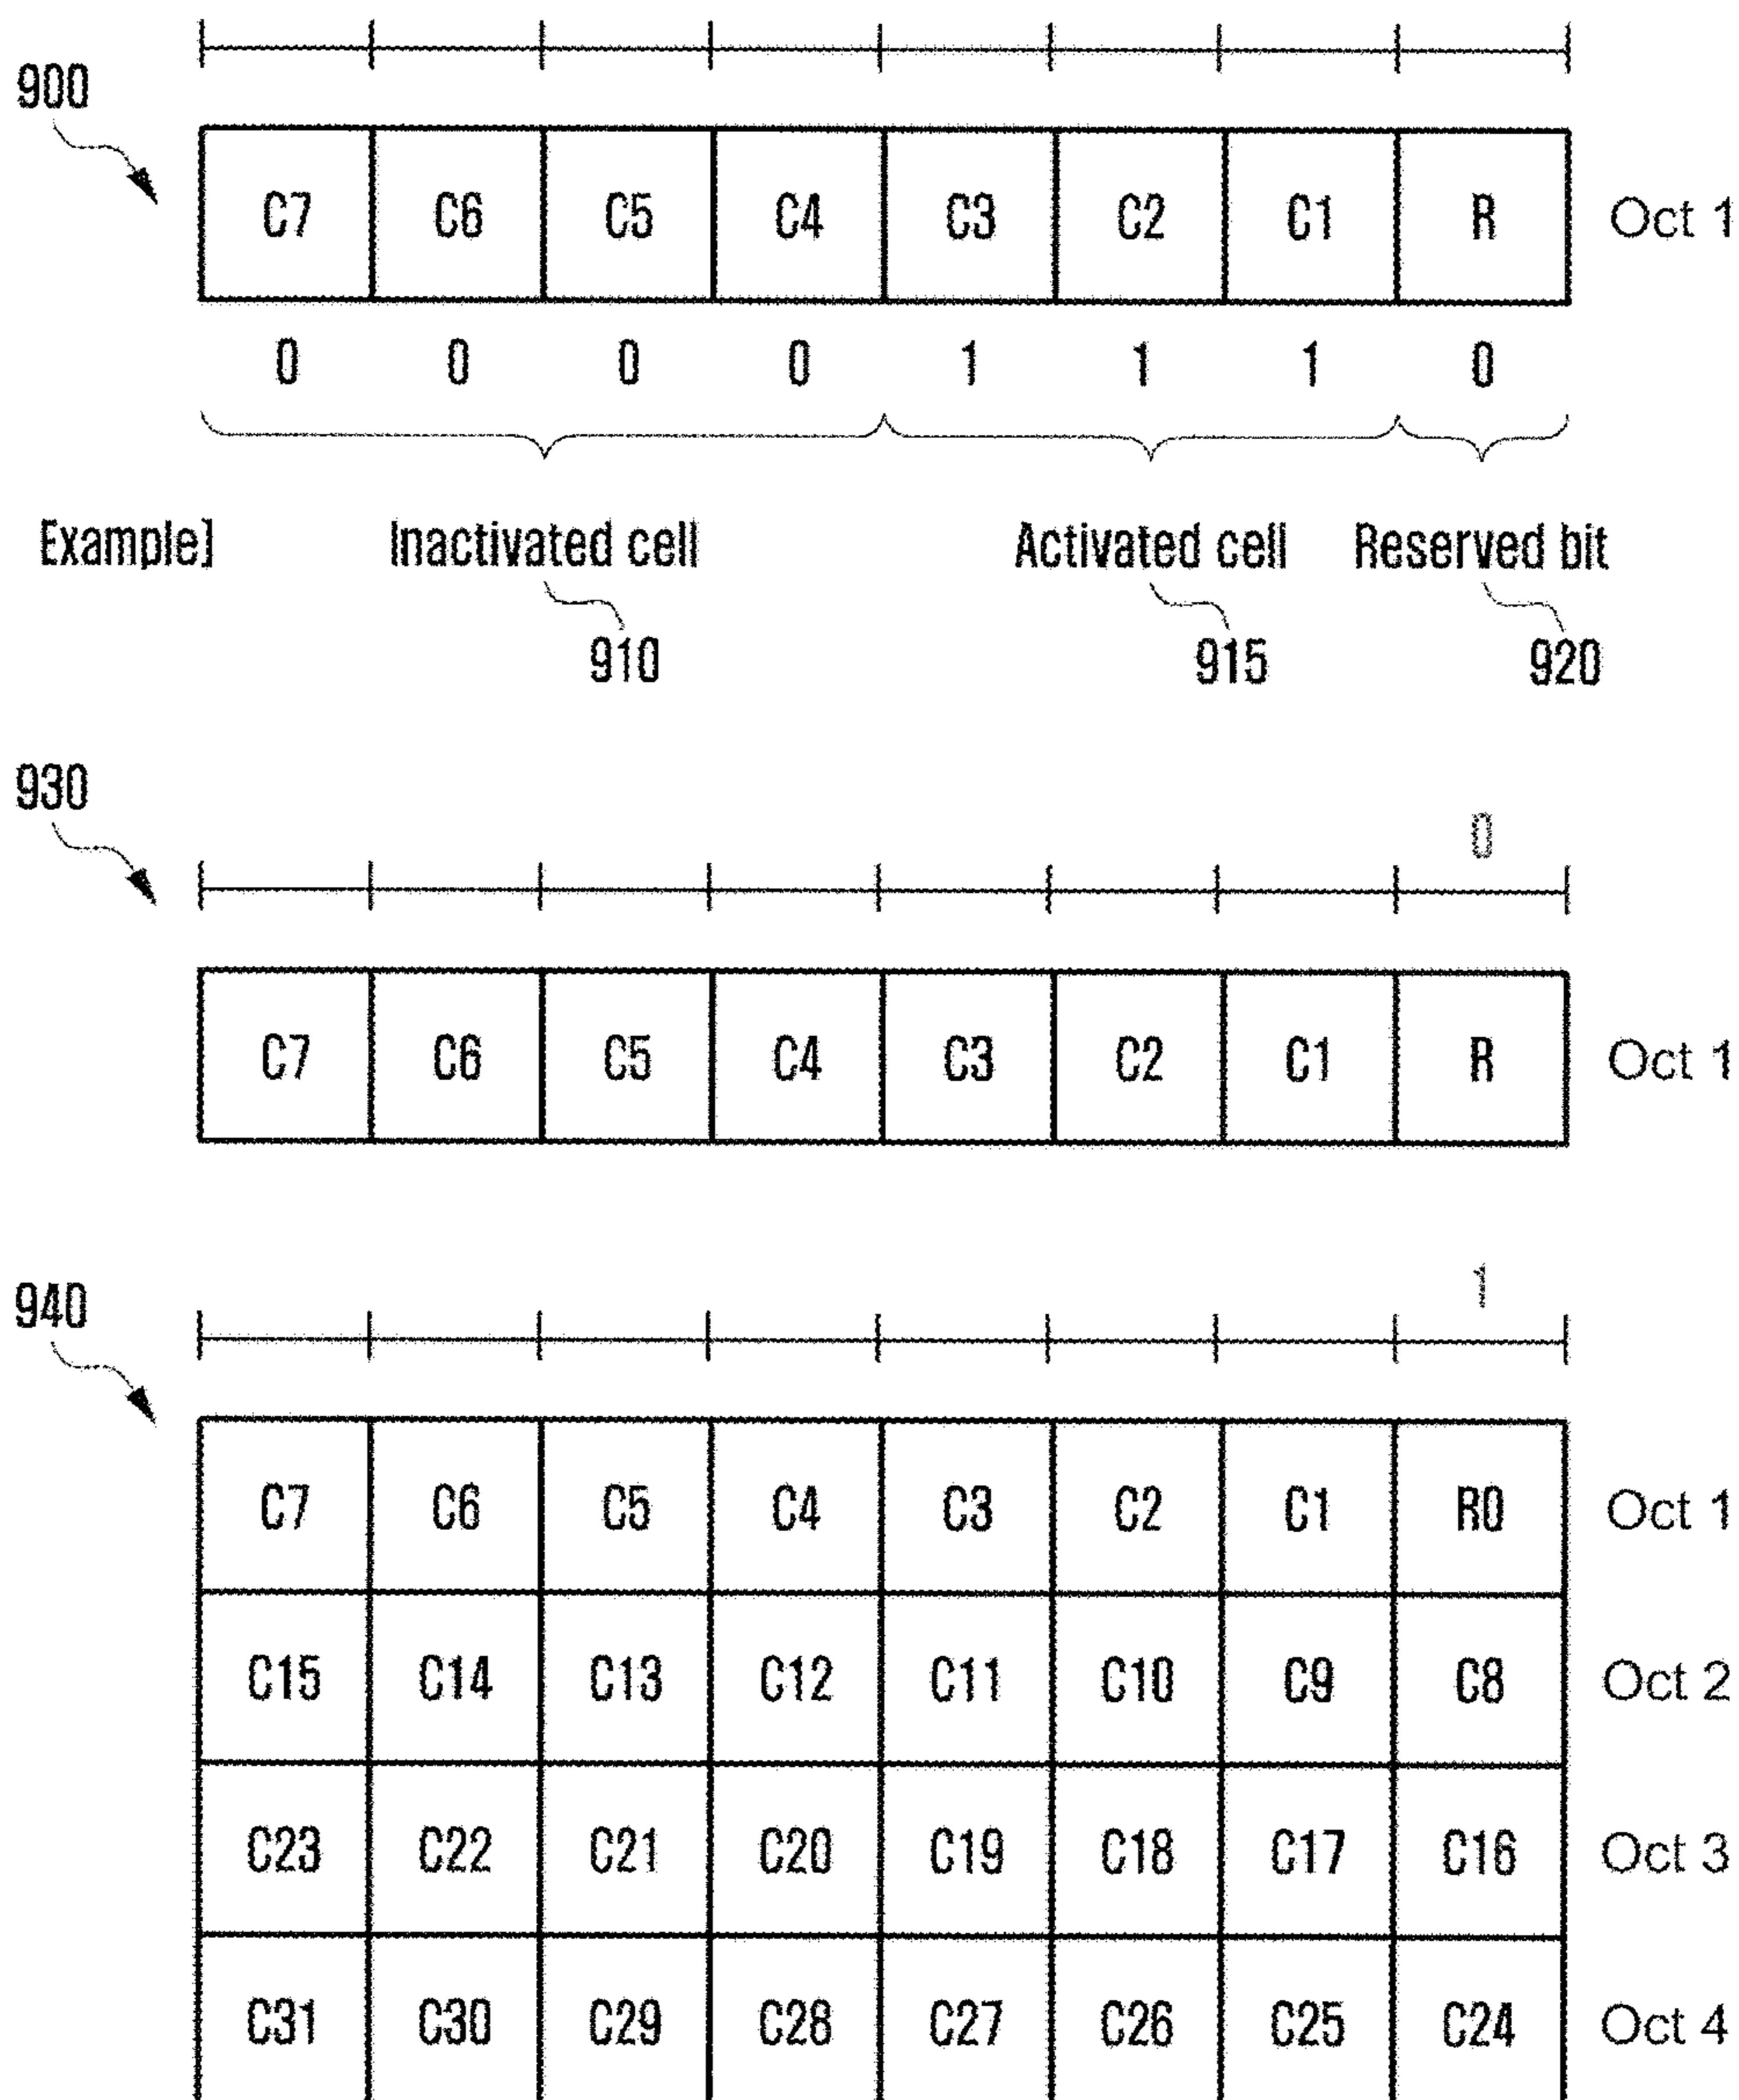 900
C7 C6 C5 C4 C3 C2 C1 R Oct 1
0 0 0 0 1 1 1 0
Example] Inactivated cell Activated cell Reserved bit
910 915 920
930
0
C7 C6 C5 C4 C3 C2 C1 R Oct 1
940
1
C7 C6 C5 C4 C3 C2 C1 R0 Oct 1
C15 C14 C13 C12 C11 C10 C9 C8 Oct 2
C23 C22 C21 C20 C19 C18 C17 C16 Oct 3
C31 C30 C29 C28 C27 C26 C25 C24 Oct 4